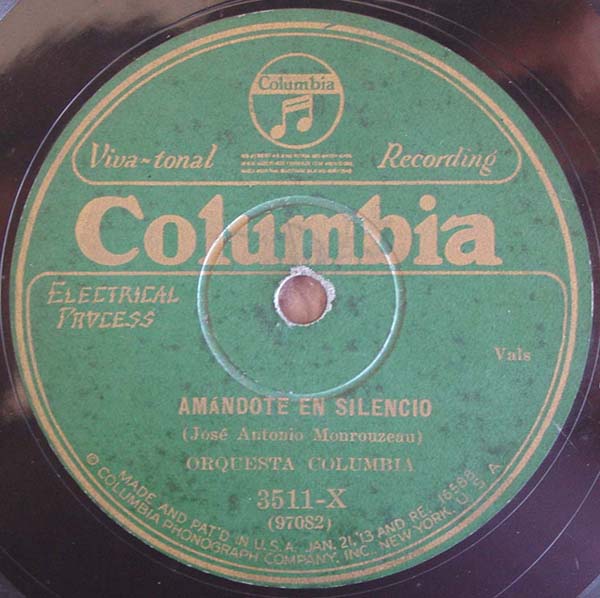 Columbia
Viva-tonal Recording
Columbia
ELECTRICAL
PROCESS
Vals
AMÁNDOTE EN SILENCIO
(José Antonio Monrouzeau)
ORQUESTA COLUMBIA
3511-X
(97082)
MADE AND PAT'D IN U.S.A. JAN. 21,'13 AND RE. 16588
© COLUMBIA PHONOGRAPH COMPANY, INC. NEW YORK, U.S.A